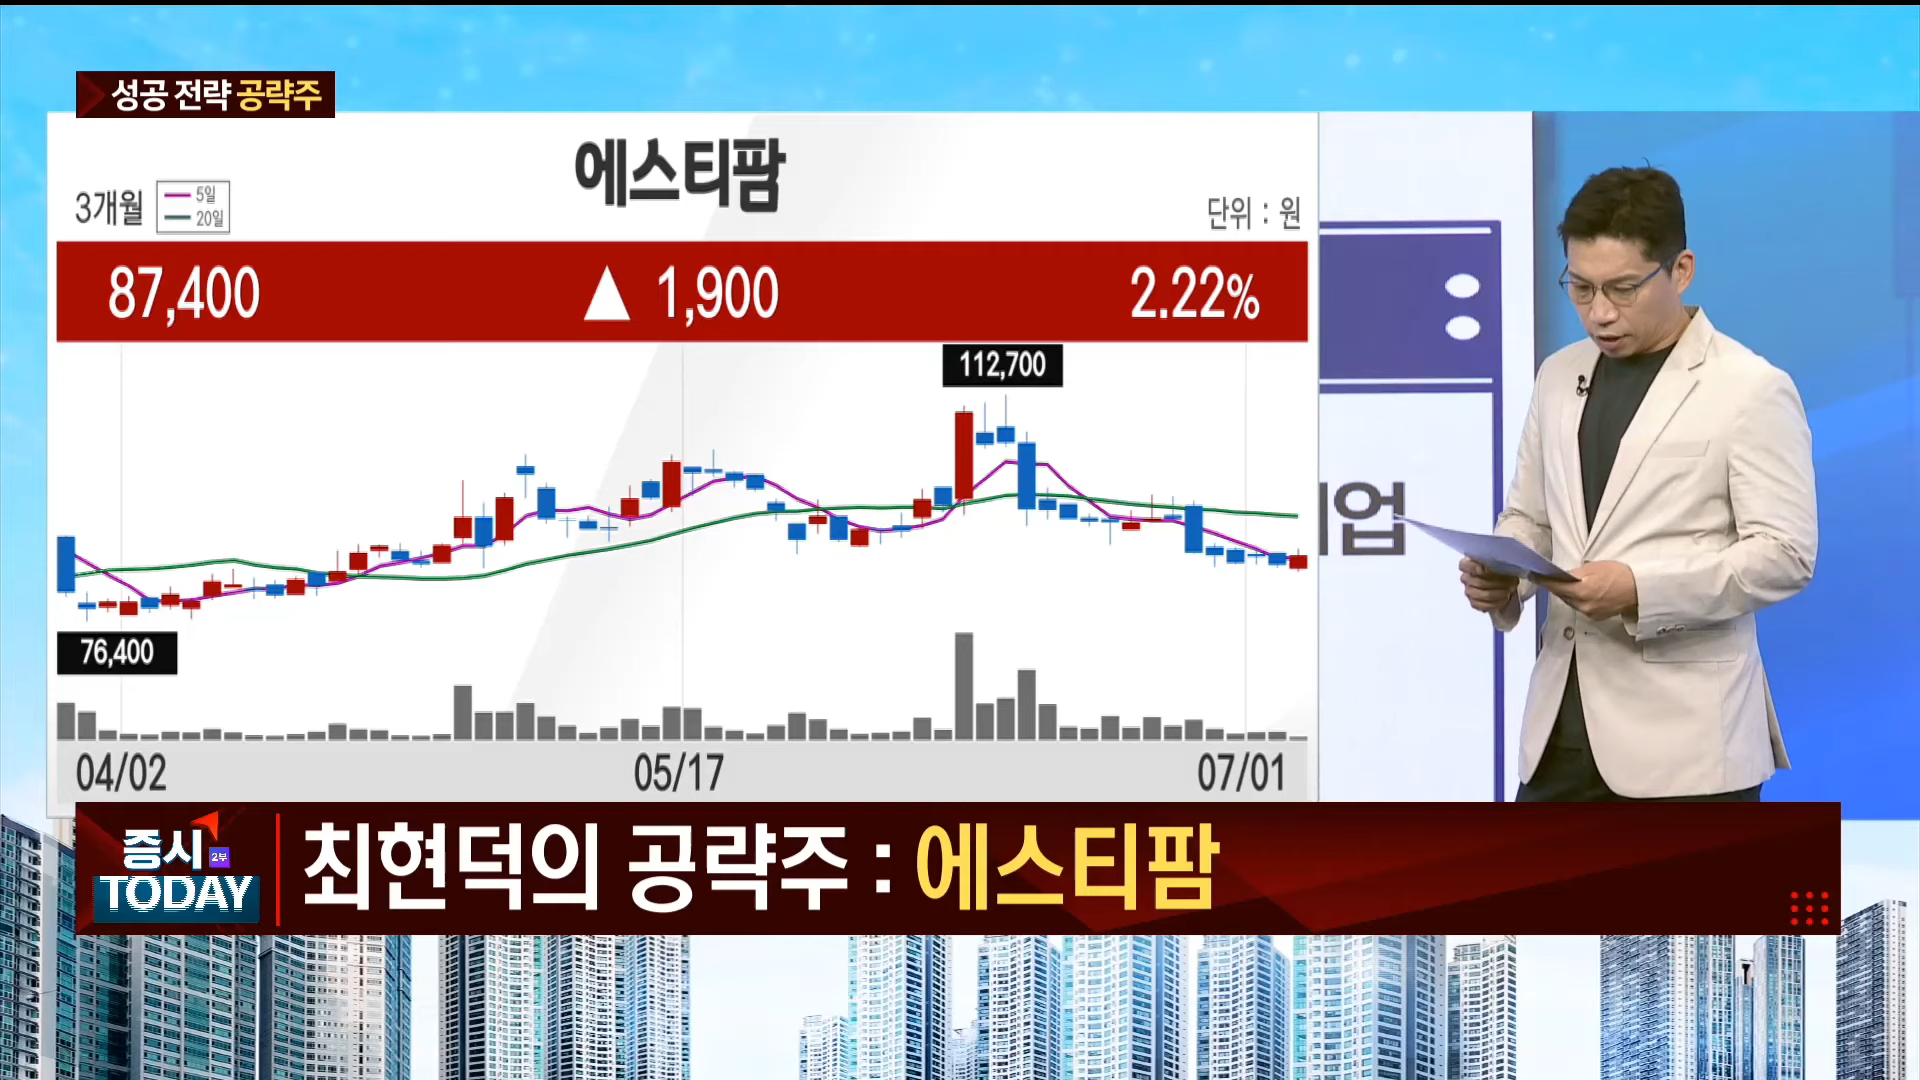 성공 전략 공략주
에스티팜
3개월
5일
20일
단위 : 원
87,400 ▲ 1,900 2.22%
112,700
76,400
04/02 05/17 07/01
업
증시 2부
TODAY
최현덕의 공략주 : 에스티팜